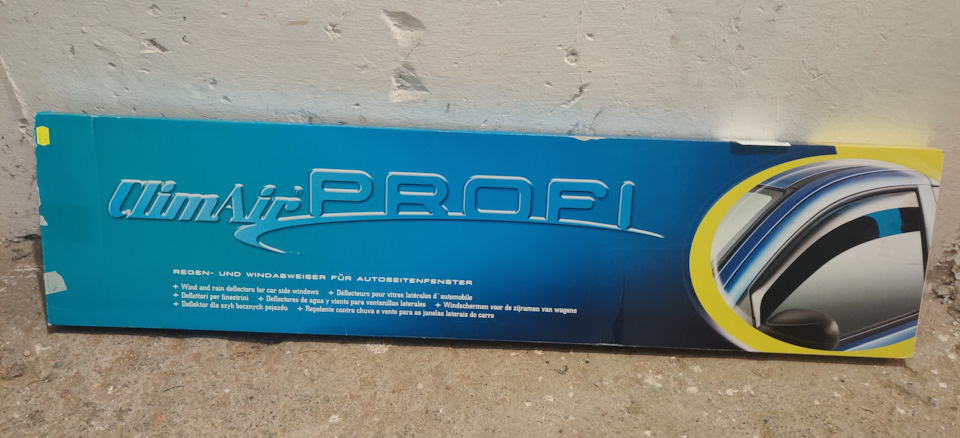 ClimAir PROFI
REGEN- UND WINDABWEISER FÜR AUTOSEITENFENSTER
+ Wind and rain deflectors for car side windows + Déflecteurs pour vitres latérales d'automobile
+ Deflettori per finestrini + Deflectores de agua y viento para ventanillas laterales + Windschermen voor de zijramen van wagens
+ Deflektor dla szyb bocznych pojazdu + Repelente contra chuva e vento para as janelas laterais do carro